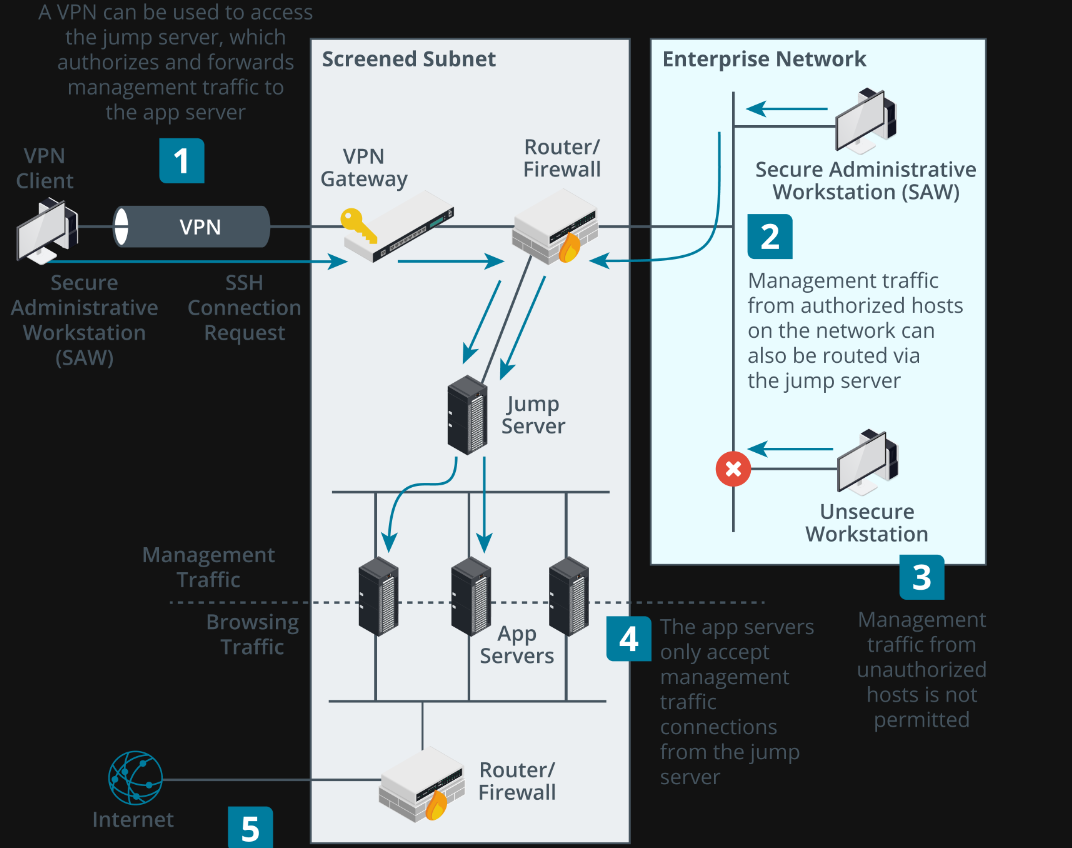 A VPN can be used to access
the jump server, which
authorizes and forwards
management traffic to
the app server
1
VPN
Client
VPN
Secure
Administrative
Workstation
(SAW)
SSH
Connection
Request
Screened Subnet
VPN
Gateway
Router/
Firewall
Jump
Server
Enterprise Network
Secure Administrative
Workstation (SAW)
2
Management traffic
from authorized hosts
on the network can
also be routed via
the jump server
Unsecure
Workstation
3
Management
traffic from
unauthorized
hosts is not
permitted
Management
Traffic
Browsing
Traffic
App
Servers
4
The app servers
only accept
management
traffic
connections
from the jump
server
Router/
Firewall
Internet
5